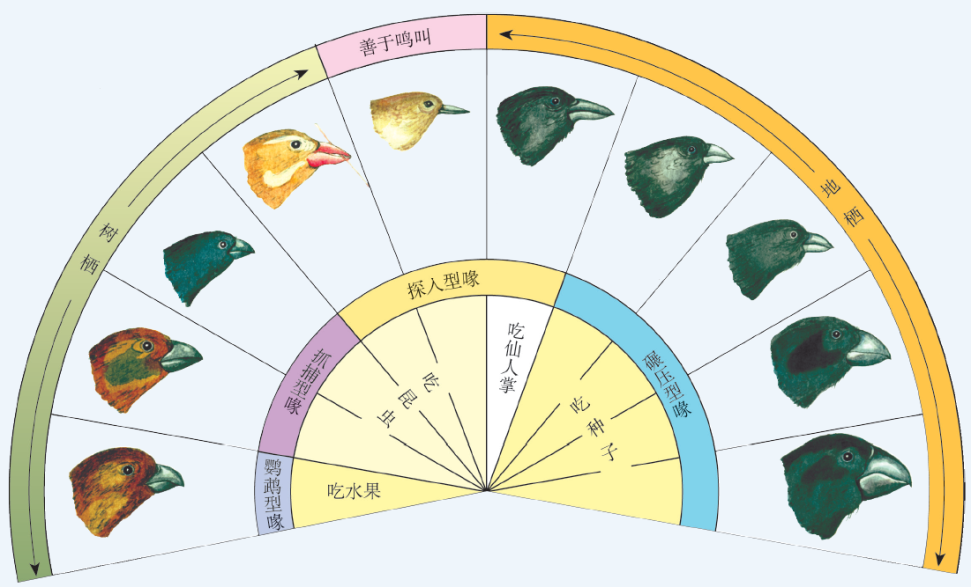 善于鸣叫
树栖
地栖
探入型喙
抓捕型喙
碾压型喙
鹦鹉型喙
吃仙人掌
吃昆虫
吃种子
吃水果